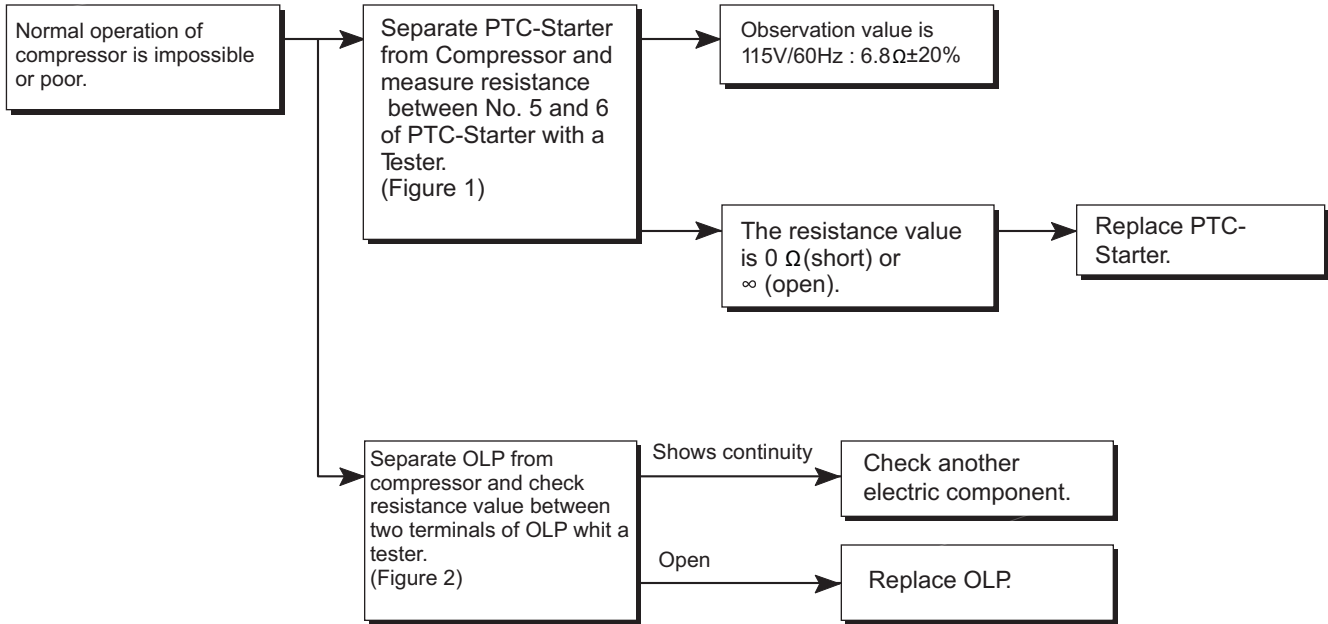 Normal operation of
compressor is impossible
or poor.
Separate PTC-Starter
from Compressor and
measure resistance
between No. 5 and 6
of PTC-Starter with a
Tester.
(Figure 1)
Observation value is
115V/60Hz : 6.8Ω±20%
The resistance value
is 0 Ω(short) or
∞ (open).
Replace PTC-
Starter.
Separate OLP from
compressor and check
resistance value between
two terminals of OLP whit a
tester.
(Figure 2)
Shows continuity
Check another
electric component.
Open
Replace OLP.